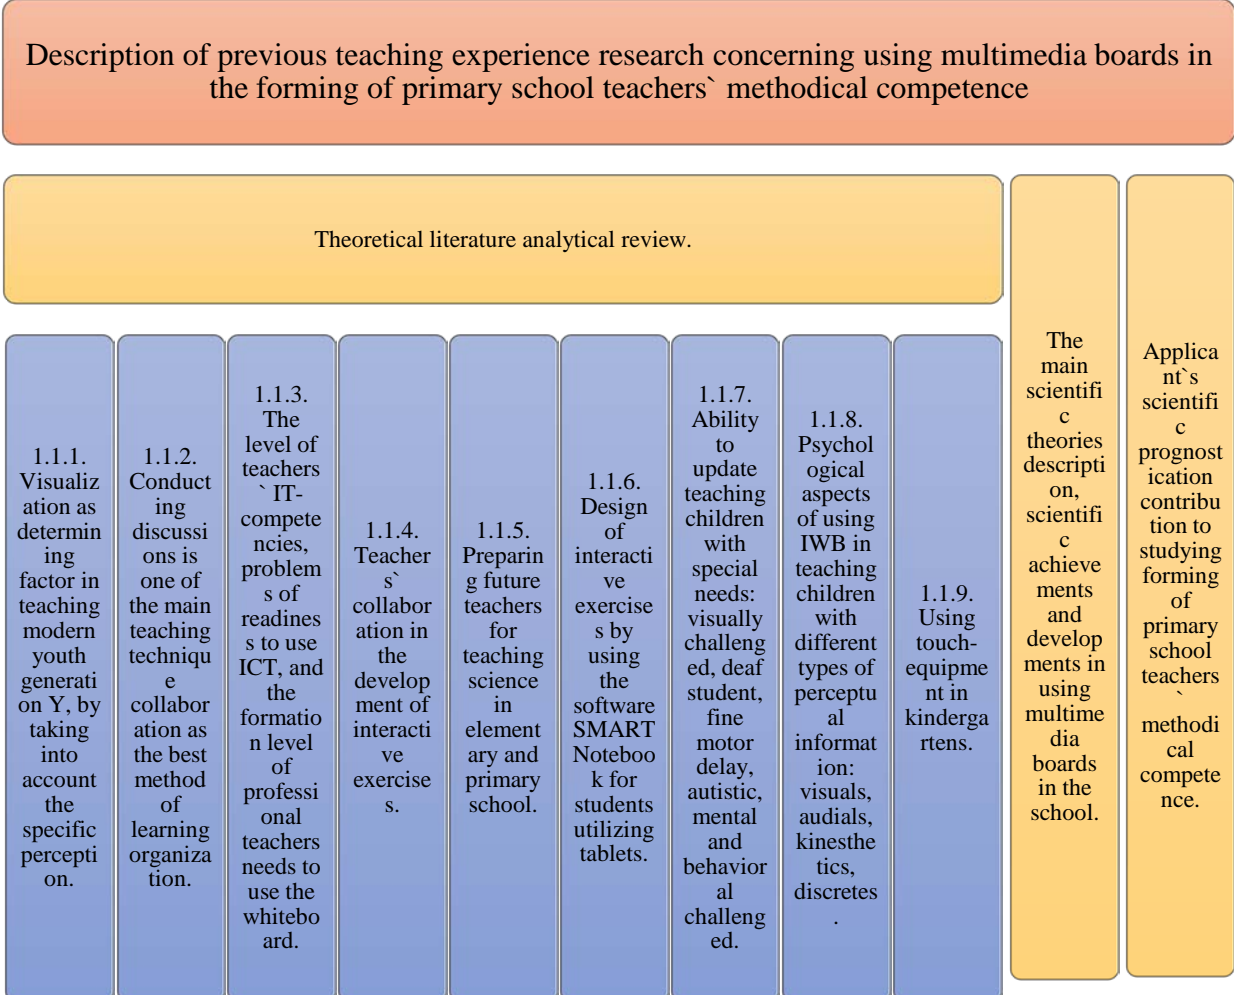 Description of previous teaching experience research concerning using multimedia boards in
the forming of primary school teachers` methodical competence
Theoretical literature analytical review.
1.1.1.
Visualiz
ation as
determin
ing
factor in
teaching
modern
youth
generati
on Y, by
taking
into
account
the
specific
percepti
on.
1.1.2.
Conduct
ing
discussi
ons is
one of
the main
teaching
techniqu
e
collabor
ation as
the best
method
of
learning
organiza
tion.
1.1.3.
The
level of
teachers
` IT-
compete
ncies,
problem
s of
readines
s to use
ICT, and
the
formatio
n level
of
professi
onal
teachers
needs to
use the
whitebo
ard.
1.1.4.
Teacher
s`
collabor
ation in
the
develop
ment of
interacti
ve
exercise
s.
1.1.5.
Preparin
g future
teachers
for
teaching
science
in
element
ary and
primary
school.
1.1.6.
Design
of
interacti
ve
exercise
s by
using
the
software
SMART
Noteboo
k for
students
utilizing
tablets.
1.1.7.
Ability
to
update
teaching
children
with
special
needs:
visually
challeng
ed, deaf
student,
fine
motor
delay,
autistic,
mental
and
behavior
al
challeng
ed.
1.1.8.
Psychol
ogical
aspects
of using
IWB in
teaching
children
with
different
types of
perceptu
al
informat
ion:
visuals,
audials,
kinesthe
tics,
discretes
.
1.1.9.
Using
touch-
equipme
nt in
kinderga
rtens.
The
main
scientifi
c
theories
descripti
on,
scientifi
c
achieve
ments
and
develop
ments in
using
multime
dia
boards
in the
school.
Applica
nt`s
scientifi
c
prognost
ication
contribu
tion to
studying
forming
of
primary
school
teachers
`
methodi
cal
compete
nce.